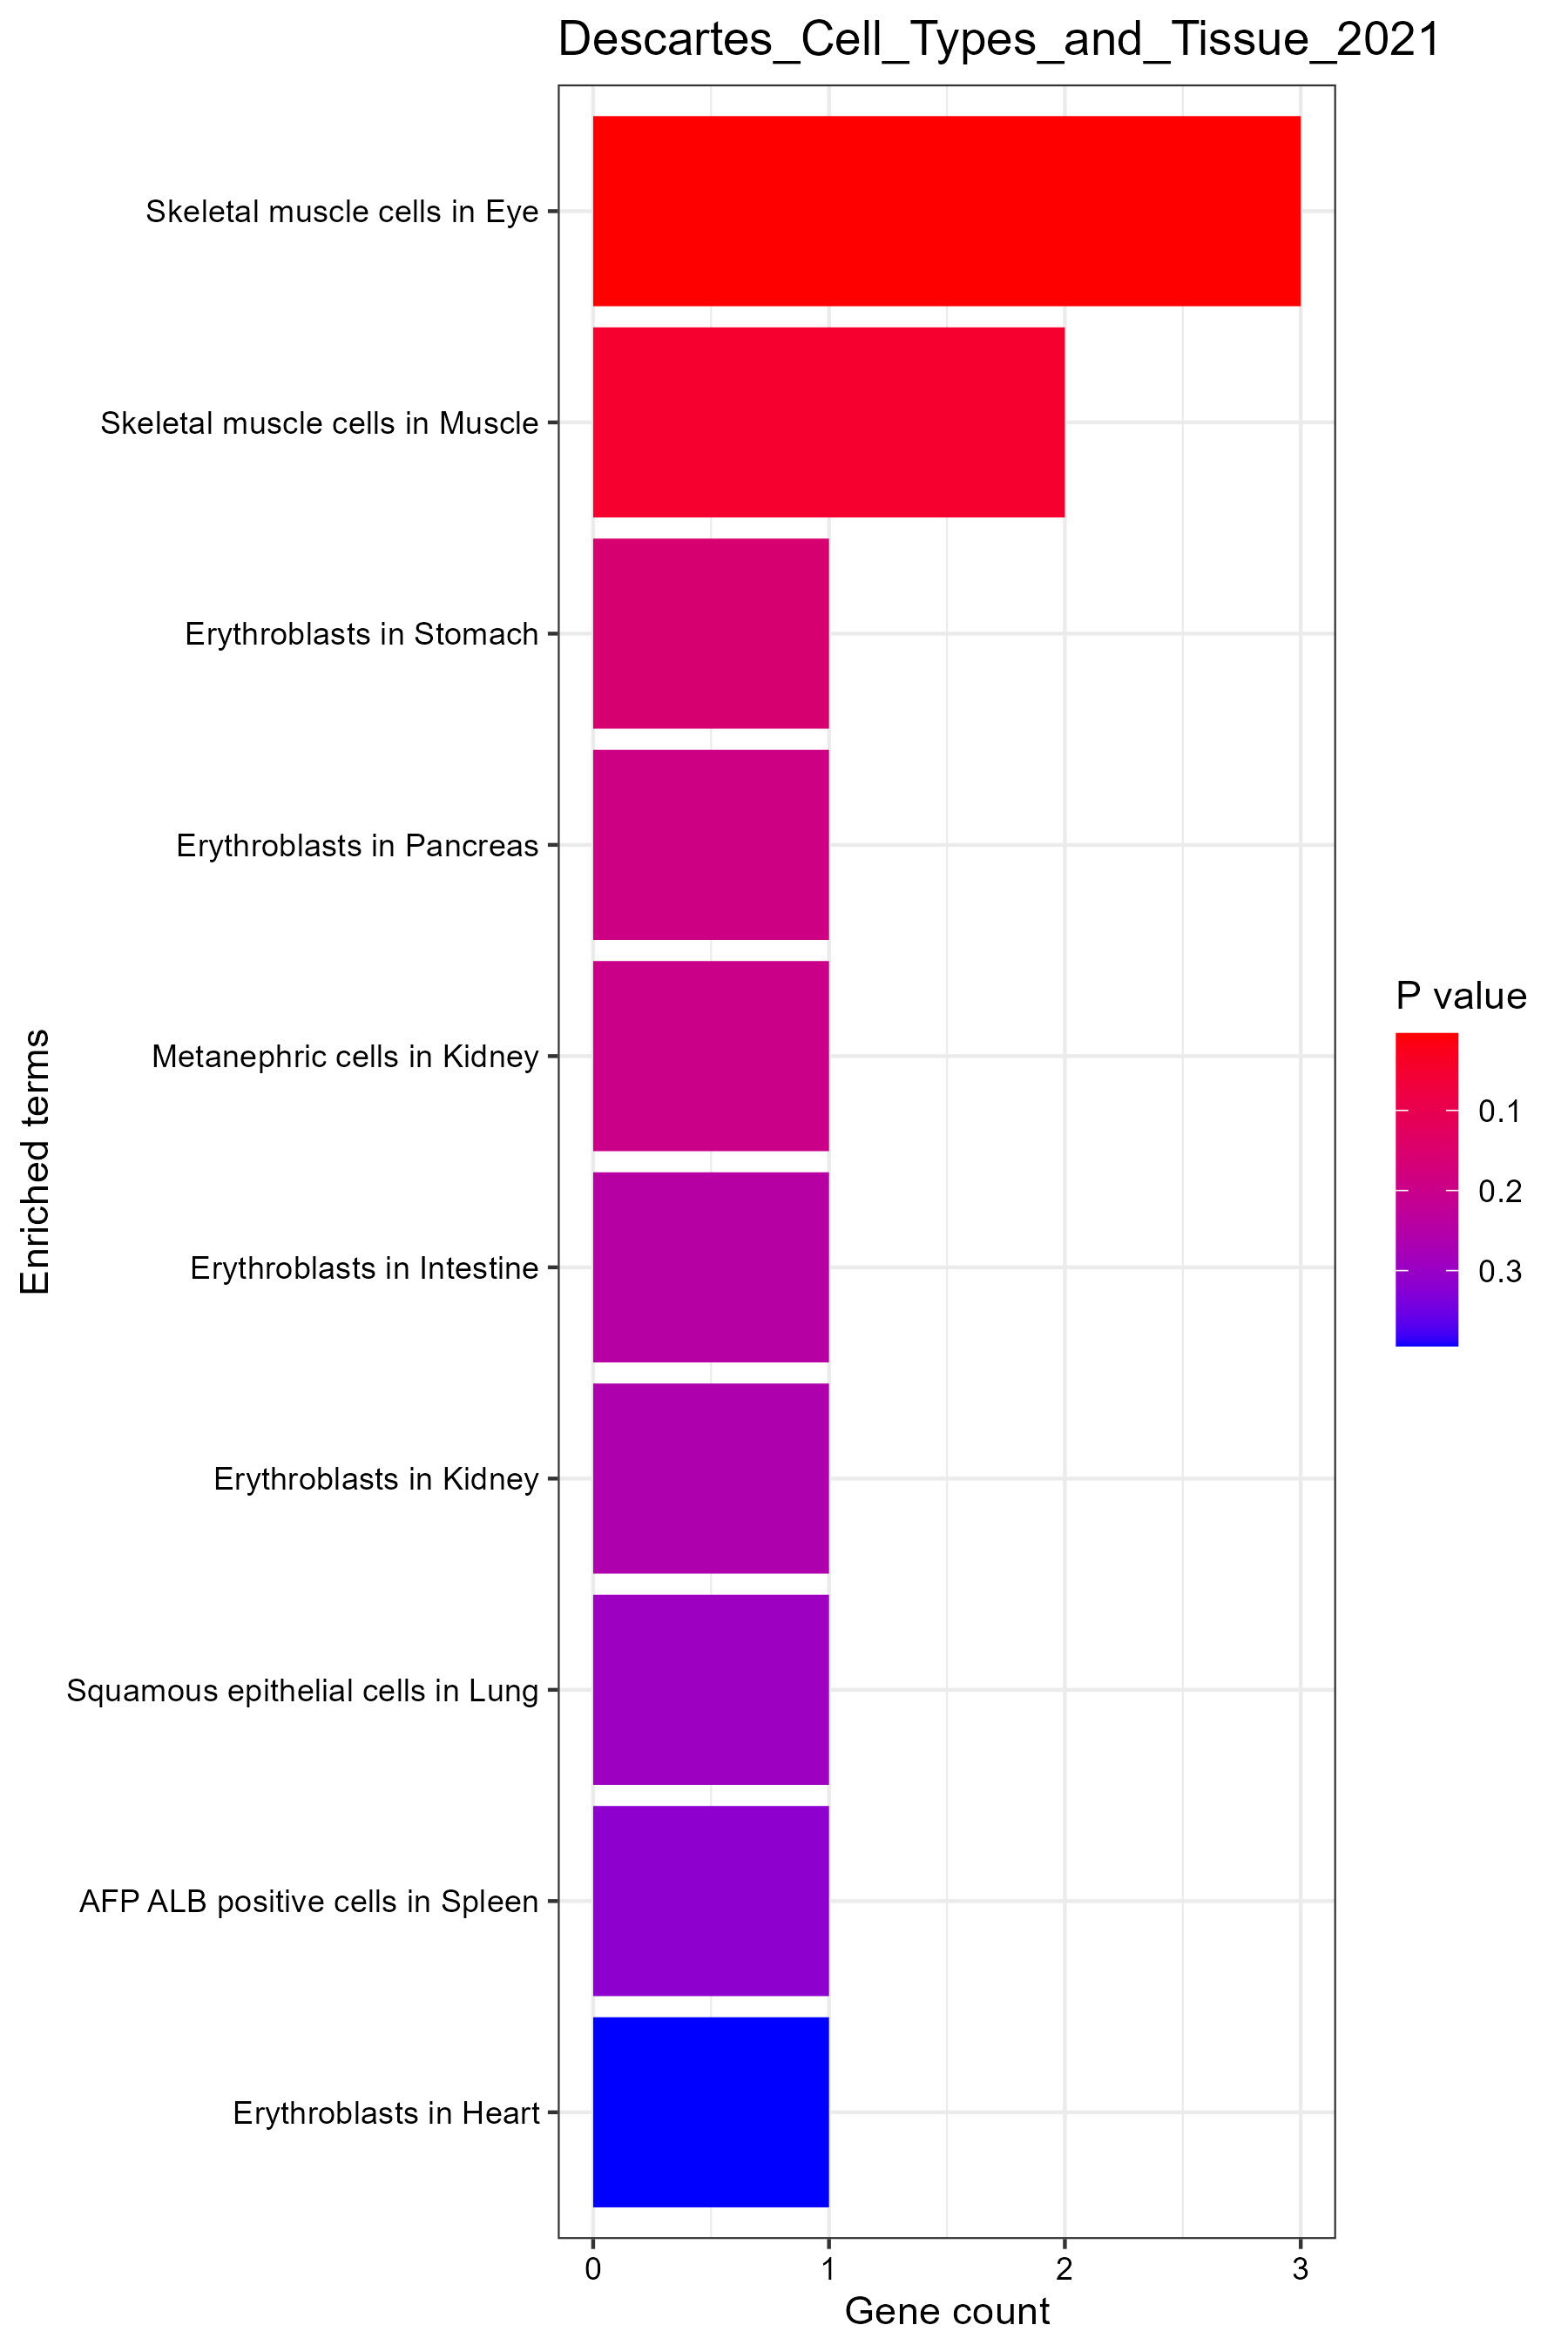 Descartes_Cell_Types_and_Tissue_2021
Skeletal muscle cells in Eye
Skeletal muscle cells in Muscle
Erythroblasts in Stomach
Erythroblasts in Pancreas
Metanephric cells in Kidney
Erythroblasts in Intestine
Erythroblasts in Kidney
Squamous epithelial cells in Lung
AFP ALB positive cells in Spleen
Erythroblasts in Heart
Enriched terms
0 1 2 3
Gene count
P value
0.1
0.2
0.3